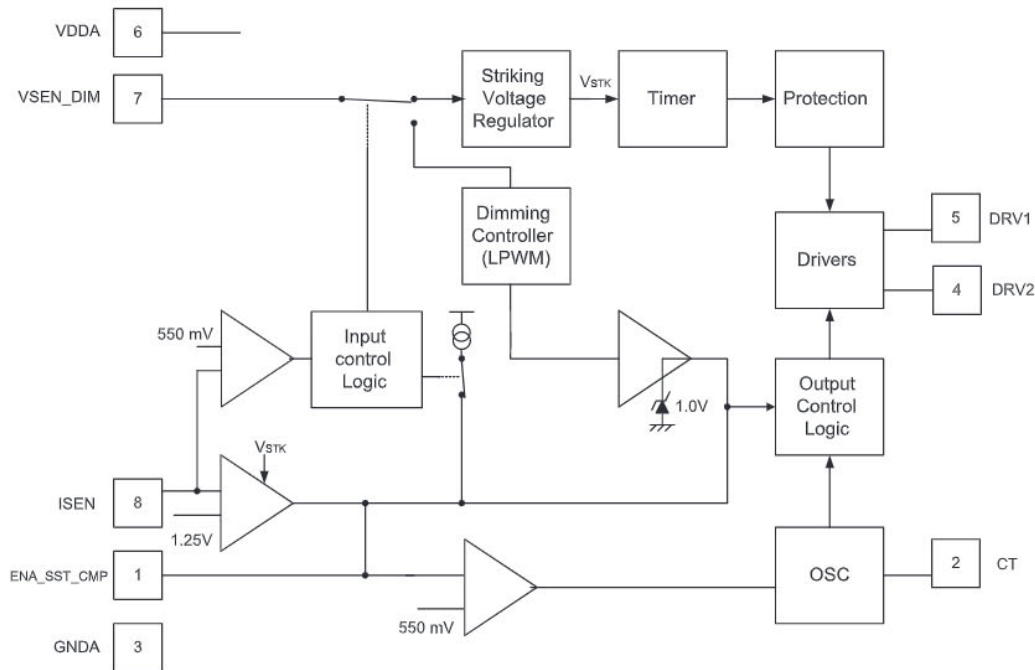 VDDA
6
VSEN_DIM
7
Striking
Voltage
Regulator
VSTK
Timer
Protection
Dimming
Controller
(LPWM)
Drivers
5
DRV1
4
DRV2
550 mV
Input
control
Logic
1.0V
Output
Control
Logic
VSTK
ISEN
8
1.25V
ENA_SST_CMP
1
550 mV
OSC
2
CT
GNDA
3